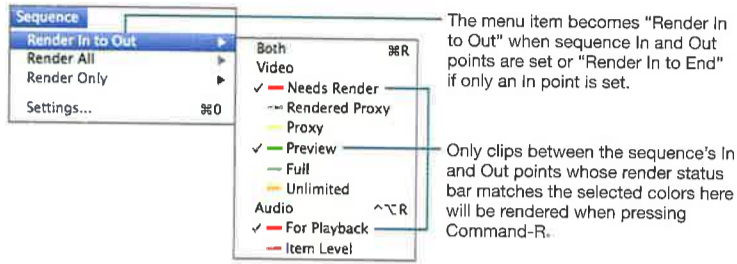 Sequence
Render In to Out
Render All
Render Only
Settings... ⌘0
Both ⌘R
Video
✓ Needs Render
Rendered Proxy
Proxy
✓ Preview
Full
Unlimited
Audio ^⌥R
✓ For Playback
Item Level
The menu item becomes "Render In
to Out" when sequence In and Out
points are set or "Render In to End"
if only an In point is set.
Only clips between the sequence's In
and Out points whose render status
bar matches the selected colors here
will be rendered when pressing
Command-R.